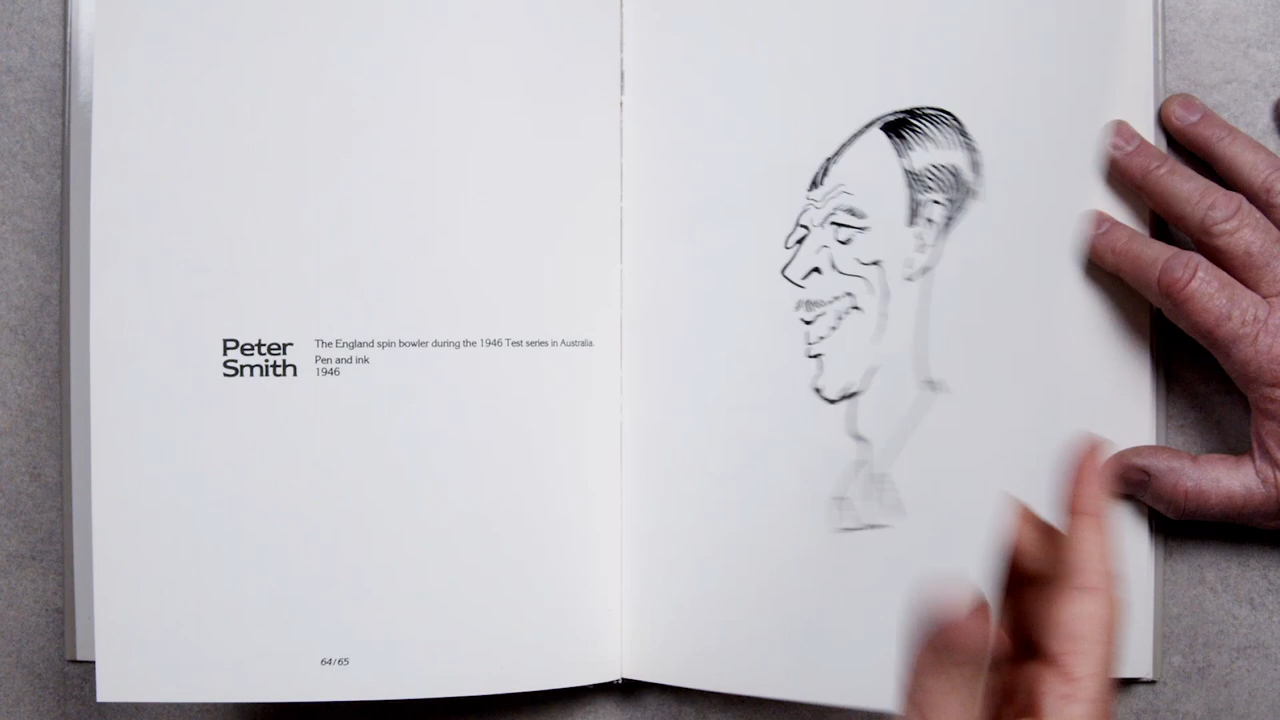 Peter
Smith
The England spin bowler during the 1946 Test series in Australia.
Pen and ink
1946
64/65